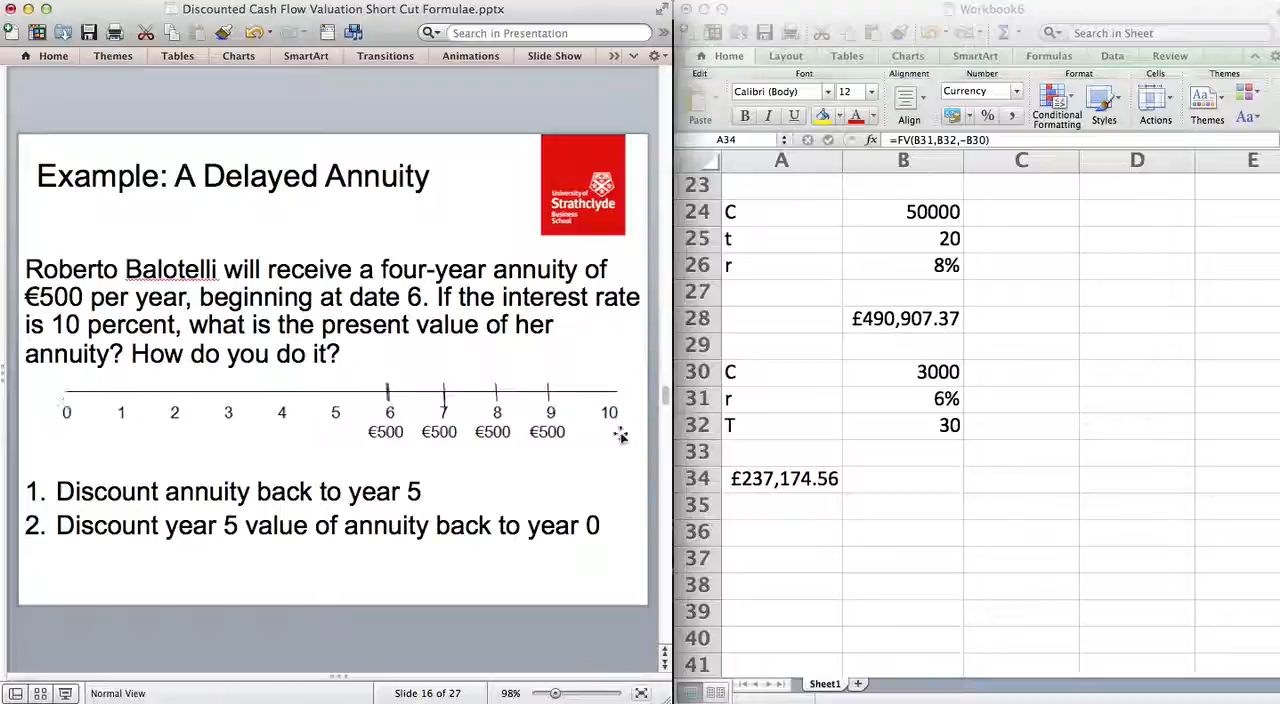 Discounted Cash Flow Valuation Short Cut Formulae.pptx
Search in Presentation
Home Themes Tables Charts SmartArt Transitions Animations Slide Show
Example: A Delayed Annuity
University of
Strathclyde
Business
School
Roberto Balotelli will receive a four-year annuity of
€500 per year, beginning at date 6. If the interest rate
is 10 percent, what is the present value of her
annuity? How do you do it?
0 1 2 3 4 5 6 7 8 9 10
€500 €500 €500 €500
1. Discount annuity back to year 5
2. Discount year 5 value of annuity back to year 0
Normal View Slide 16 of 27 98%
Workbook6
Search in Sheet
Home Layout Tables Charts SmartArt Formulas Data Review
Edit Font Alignment Number Format Cells Themes
Paste Calibri (Body) 12 Currency
B I U A Align % Conditional Formatting Styles Actions Themes Aa
A34 fx =FV(B31,B32,-B30)
A B C D E
23
24 C 50000
25 t 20
26 r 8%
27
28 £490,907.37
29
30 C 3000
31 r 6%
32 T 30
33
34 £237,174.56
35
36
37
38
39
40
41
Sheet1